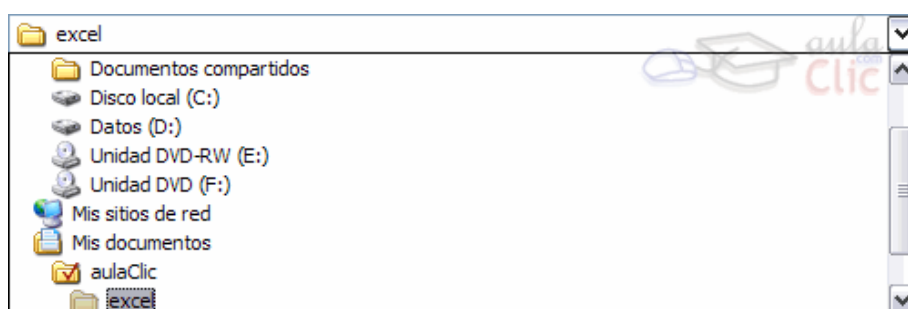 excel
aula
.com
Clic
Documentos compartidos
Disco local (C:)
Datos (D:)
Unidad DVD-RW (E:)
Unidad DVD (F:)
Mis sitios de red
Mis documentos
aulaClic
excel